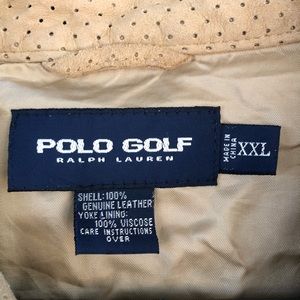 POLO GOLF
RALPH LAUREN
MADE IN
CHINA
XXL
SHELL: 100%
GENUINE LEATHER
YOKE LINING:
100% VISCOSE
CARE INSTRUCTIONS
OVER